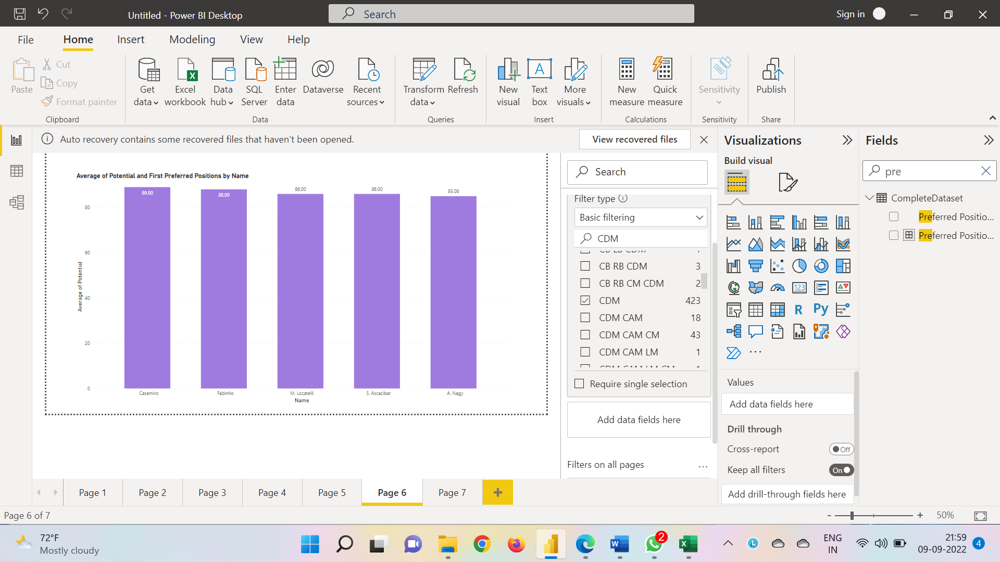 Untitled - Power BI Desktop
Search
Sign in
File
Home
Insert
Modeling
View
Help
Paste
Cut
Copy
Format painter
Clipboard
Get data
Excel workbook
Data hub
SQL Server
Enter data
Dataverse
Recent sources
Data
Transform data
Refresh
Queries
New visual
Text box
More visuals
Insert
New measure
Quick measure
Calculations
Sensitivity
Sensitivity
Publish
Share
Auto recovery contains some recovered files that haven't been opened.
View recovered files
Average of Potential and First Preferred Positions by Name
89.00
88.00
86.00
86.00
85.00
80
60
40
20
0
Average of Potential
Casemiro
Fabinho
M. Locatelli
S. Ascacibar
A. Nagy
Name
Search
Filter type
Basic filtering
CDM
CB RB CDM 3
CB RB CM CDM 2
CDM 423
CDM CAM 18
CDM CAM CM 43
CDM CAM LM 1
Require single selection
Add data fields here
Filters on all pages
...
Visualizations
Build visual
123
R
Py
...
Values
Add data fields here
Drill through
Cross-report
Off
Keep all filters
On
Add drill-through fields here
Fields
pre
CompleteDataset
Preferred Positio...
Preferred Positio...
Page 1
Page 2
Page 3
Page 4
Page 5
Page 6
Page 7
+
Page 6 of 7
- + 50%
72°F
Mostly cloudy
W
2
X
L
ENG
IN
21:59
09-09-2022
4